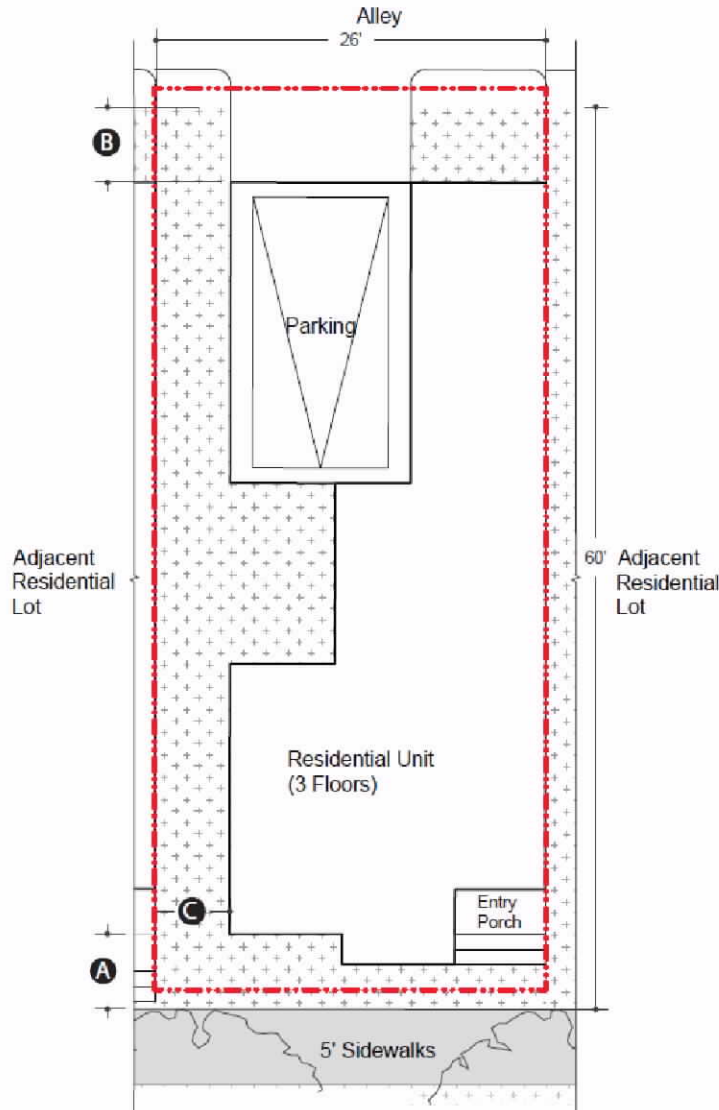 Alley
26'
B
Parking
Adjacent
Residential
Lot
60'
Adjacent
Residential
Lot
Residential Unit
(3 Floors)
Entry
Porch
C
A
5' Sidewalks